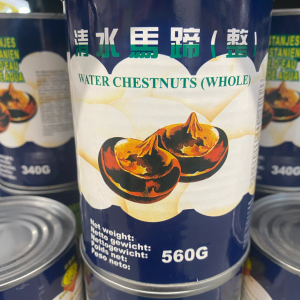 清水馬蹄(整)
WATER CHESTNUTS (WHOLE)
Net weight:
Netto gewicht:
Nettogewicht:
Poids net:
Peso neto:
560G
340G
340G